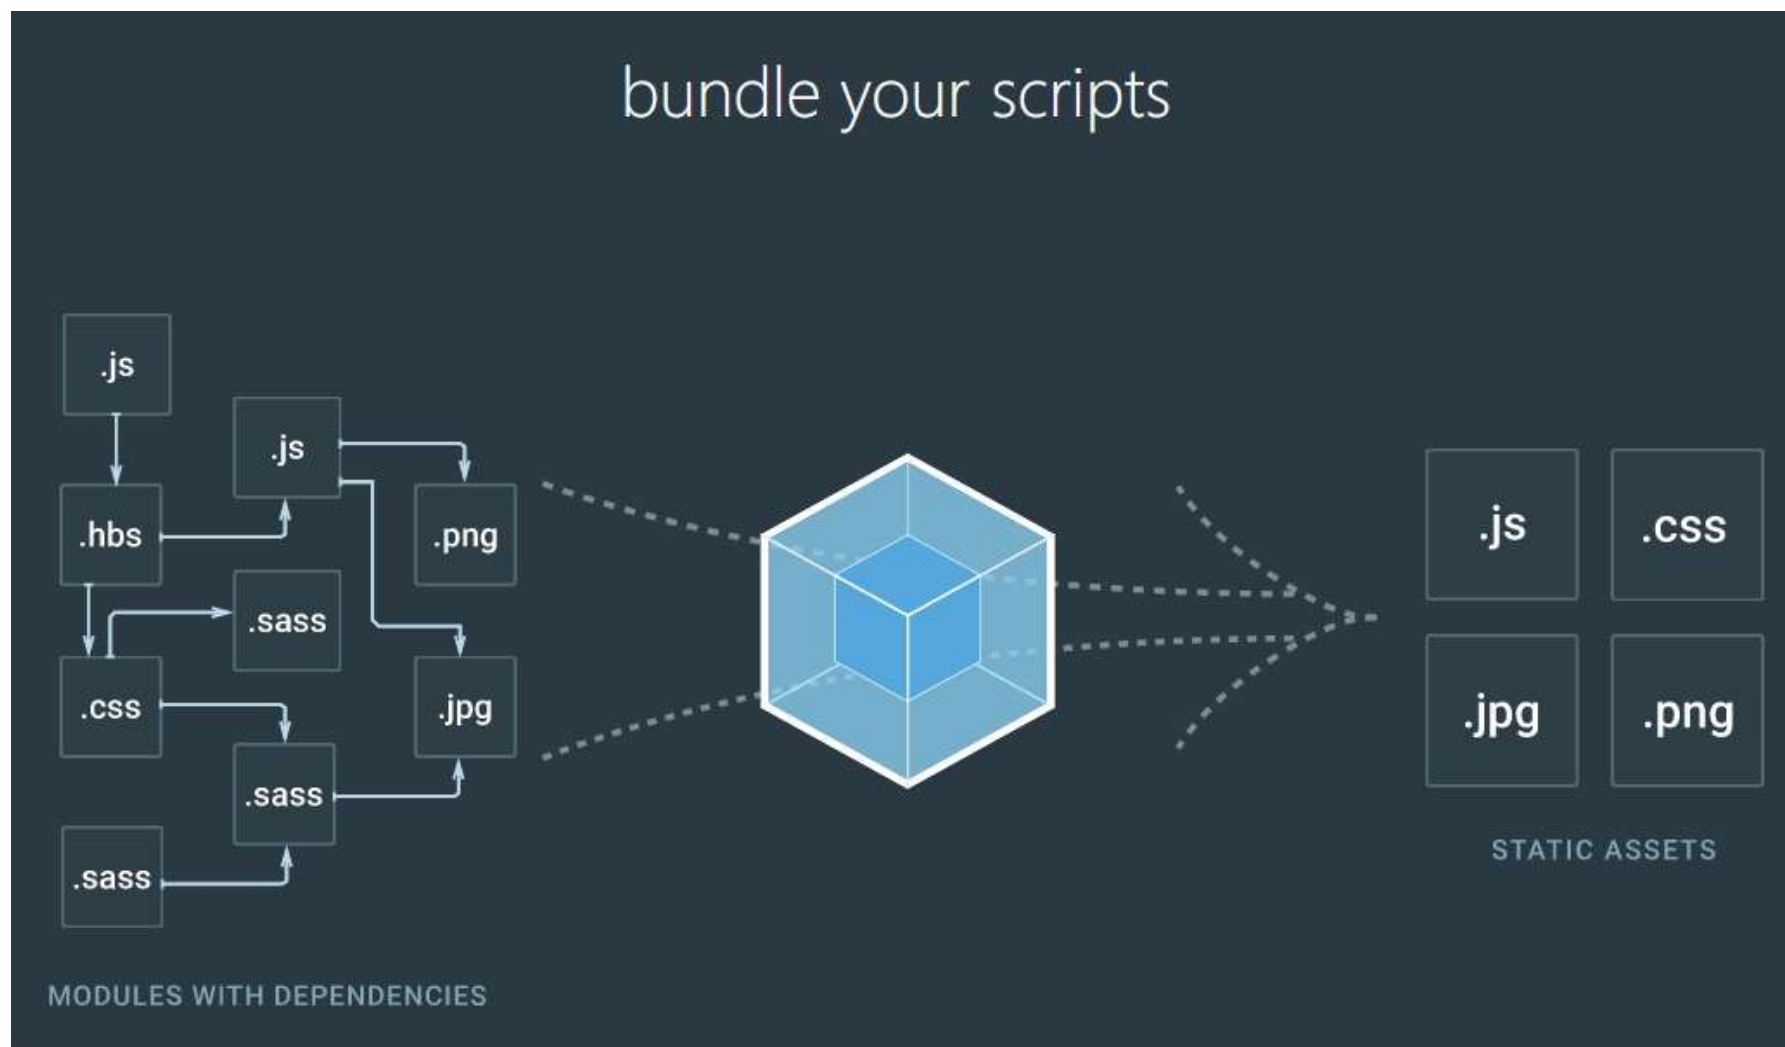 bundle your scripts
.js
.js
.hbs
.png
.sass
.css
.jpg
.sass
.sass
MODULES WITH DEPENDENCIES
.js
.css
.jpg
.png
STATIC ASSETS